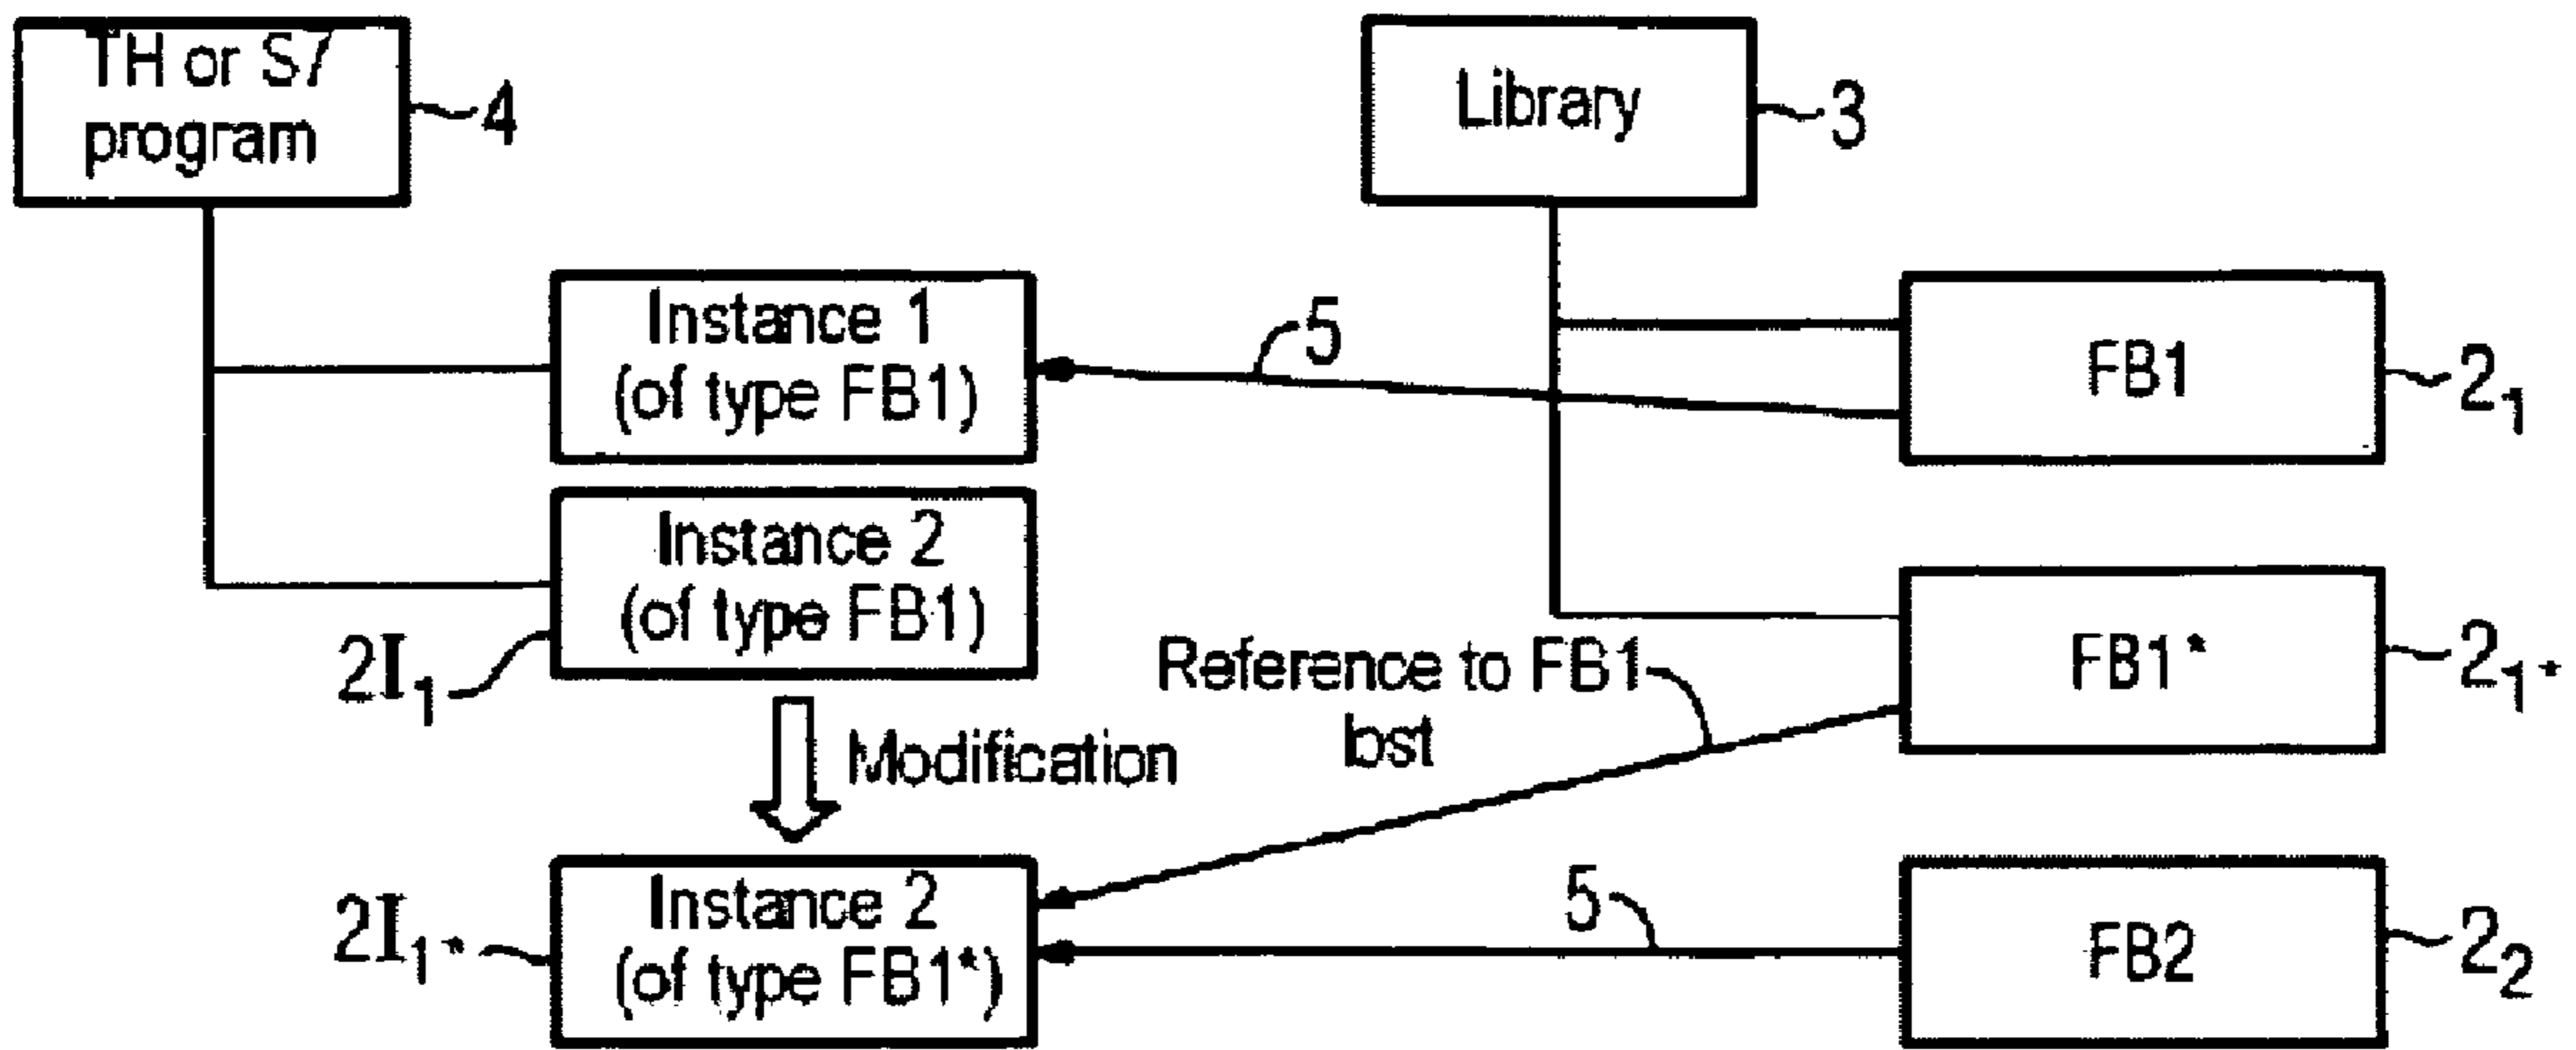 TH or S7
program
4
Library
3
Instance 1
(of type FB1)
5
FB1
2₁
Instance 2
(of type FB1)
2I₁
Reference to FB1
lost
FB1*
2₁*
Modification
Instance 2
(of type FB1*)
2I₁*
5
FB2
2₂